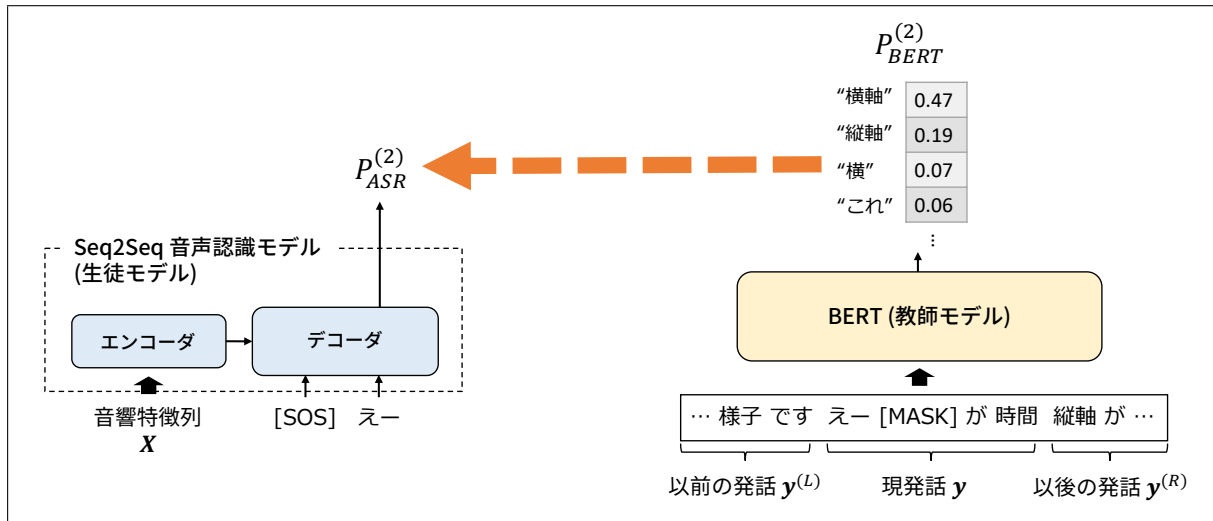 P_{BERT}^{(2)}
“横軸” 0.47
“縦軸” 0.19
“横” 0.07
“これ” 0.06
⋮
P_{ASR}^{(2)}
Seq2Seq 音声認識モデル
(生徒モデル)
エンコーダ
デコーダ
音響特徴列
X
[SOS] えー
BERT (教師モデル)
… 様子 です えー [MASK] が 時間 縦軸 が …
以前の発話 y^{(L)} 現発話 y 以後の発話 y^{(R)}